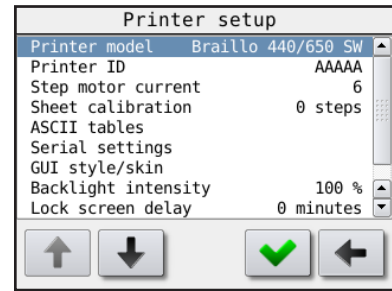 Printer setup
Printer model Braillo 440/650 SW
Printer ID AAAAA
Step motor current 6
Sheet calibration 0 steps
ASCII tables
Serial settings
GUI style/skin
Backlight intensity 100 %
Lock screen delay 0 minutes